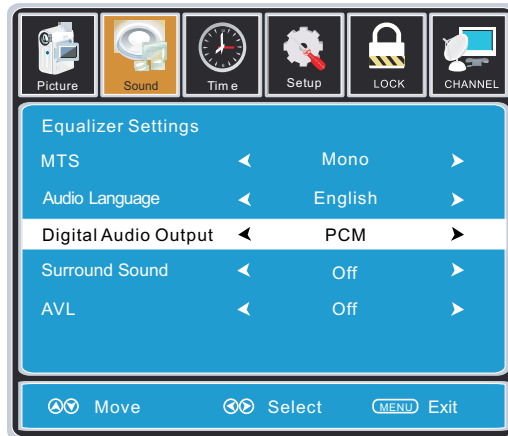 Picture Sound Time Setup LOCK CHANNEL
Equalizer Settings
MTS Mono
Audio Language English
Digital Audio Output PCM
Surround Sound Off
AVL Off
Move Select MENU Exit